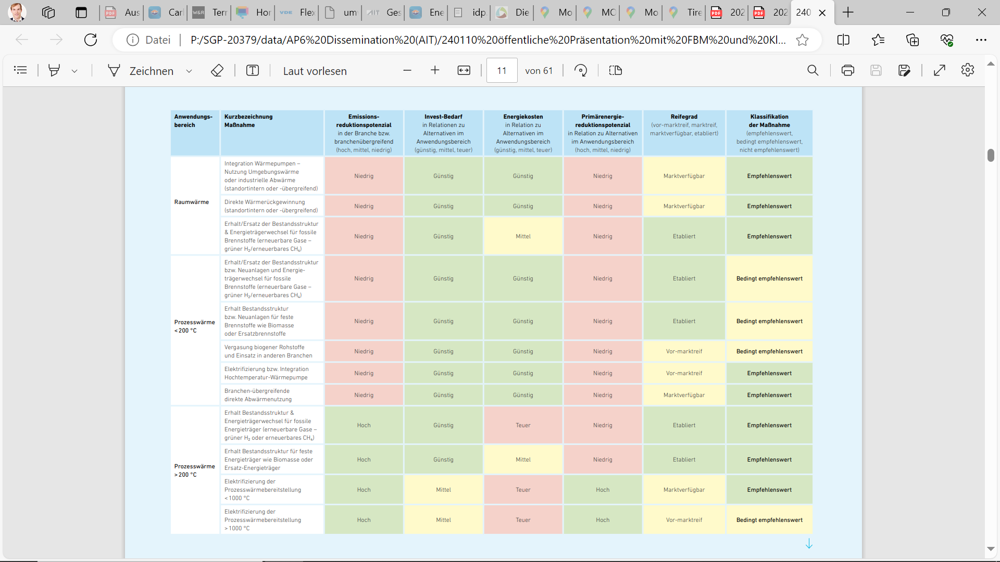 Aus
Carl
W&R
Terr
Hor
VDE
Flex
um
AIT
Ges
Ene
idp
Die
Mo
MC
Mo
Tire
PDF
202
PDF
202
240
Datei
P:/SGP-20379/data/AP6%20Dissemination%20(AIT)/240110%20öffentliche%20Präsentation%20mit%20FBM%20und%20Kl...
Zeichnen
Laut vorlesen
11
von 61
Anwendungs-
bereich
Kurzbezeichnung
Maßnahme
Emissions-
reduktionspotenzial
in der Branche bzw.
branchenübergreifend
(hoch, mittel, niedrig)
Invest-Bedarf
in Relationen zu
Alternativen im
Anwendungsbereich
(günstig, mittel, teuer)
Energiekosten
in Relation zu
Alternativen im
Anwendungsbereich
(günstig, mittel, teuer)
Primärenergie-
reduktionspotenzial
in Relation zu Alternativen
im Anwendungsbereich
(hoch, mittel, niedrig)
Reifegrad
(vor-marktreif, marktreif,
marktverfügbar, etabliert)
Klassifikation
der Maßnahme
(empfehlenswert,
bedingt empfehlenswert,
nicht empfehlenswert)
Raumwärme
Integration Wärmepumpen –
Nutzung Umgebungswärme
oder industrielle Abwärme
(standortintern oder -übergreifend)
Niedrig
Günstig
Günstig
Niedrig
Marktverfügbar
Empfehlenswert
Direkte Wärmerückgewinnung
(standortintern oder -übergreifend)
Niedrig
Günstig
Günstig
Niedrig
Marktverfügbar
Empfehlenswert
Erhalt/Ersatz der Bestandsstruktur
& Energieträgerwechsel für fossile
Brennstoffe (erneuerbare Gase –
grüner H₂/erneuerbares CH₄)
Niedrig
Günstig
Mittel
Niedrig
Etabliert
Empfehlenswert
Prozesswärme
< 200 °C
Erhalt/Ersatz der Bestandsstruktur
bzw. Neuanlagen und Energie-
trägerwechsel für fossile
Brennstoffe (erneuerbare Gase –
grüner H₂/erneuerbares CH₄)
Niedrig
Günstig
Günstig
Niedrig
Etabliert
Bedingt empfehlenswert
Erhalt Bestandsstruktur
bzw. Neuanlagen für feste
Brennstoffe wie Biomasse
oder Ersatzbrennstoffe
Niedrig
Günstig
Günstig
Niedrig
Etabliert
Bedingt empfehlenswert
Vergasung biogener Rohstoffe
und Einsatz in anderen Branchen
Niedrig
Günstig
Günstig
Niedrig
Vor-marktreif
Bedingt empfehlenswert
Elektrifizierung bzw. Integration
Hochtemperatur-Wärmepumpe
Niedrig
Günstig
Günstig
Niedrig
Vor-marktreif
Empfehlenswert
Branchen-übergreifende
direkte Abwärmenutzung
Niedrig
Günstig
Günstig
Niedrig
Marktverfügbar
Empfehlenswert
Prozesswärme
> 200 °C
Erhalt Bestandsstruktur &
Energieträgerwechsel für fossile
Energieträger (erneuerbare Gase –
grüner H₂ oder erneuerbares CH₄)
Hoch
Günstig
Teuer
Niedrig
Etabliert
Empfehlenswert
Erhalt Bestandsstruktur für feste
Energieträger wie Biomasse oder
Ersatz-Energieträger
Hoch
Günstig
Mittel
Niedrig
Etabliert
Empfehlenswert
Elektrifizierung der
Prozesswärmebereitstellung
< 1000 °C
Hoch
Mittel
Teuer
Hoch
Marktverfügbar
Empfehlenswert
Elektrifizierung der
Prozesswärmebereitstellung
> 1000 °C
Hoch
Mittel
Teuer
Hoch
Vor-marktreif
Bedingt empfehlenswert